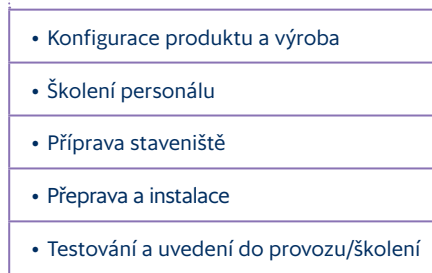 • Konfigurace produktu a výroba
• Školení personálu
• Příprava staveniště
• Přeprava a instalace
• Testování a uvedení do provozu/školení